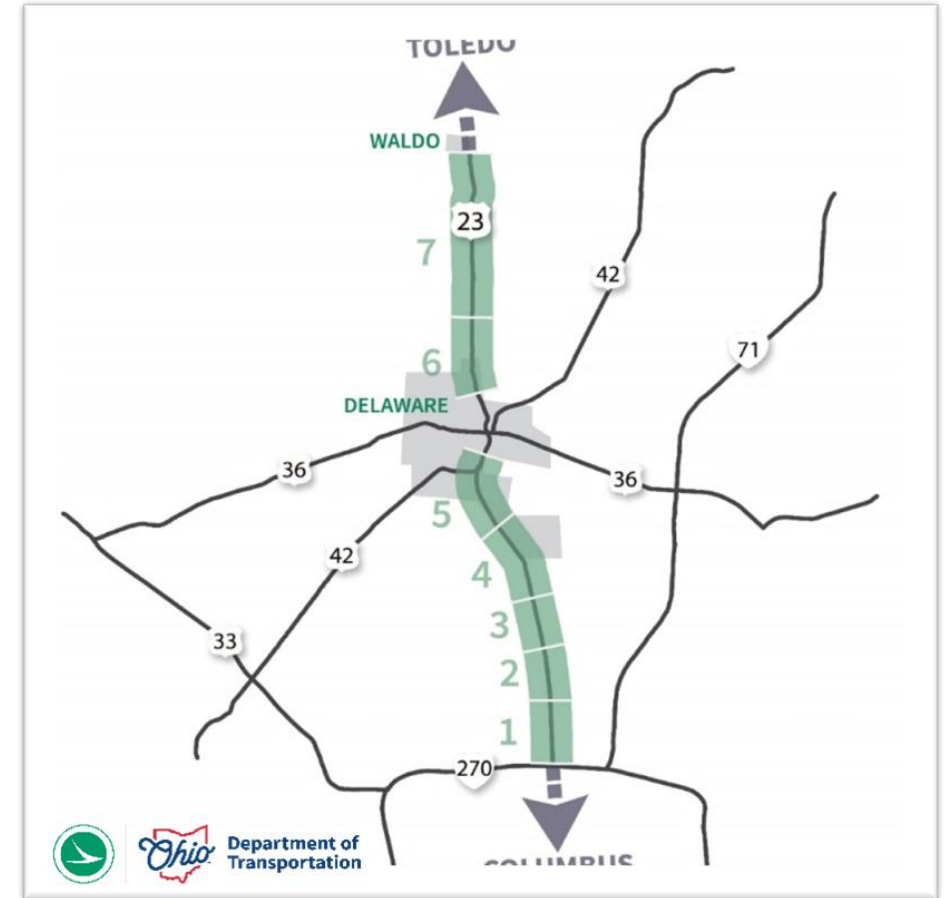 TOLEDO
WALDO
23
7
42
71
6
DELAWARE
36
36
5
42
4
3
33
2
1
270
COLUMBUS
Ohio
Department of
Transportation